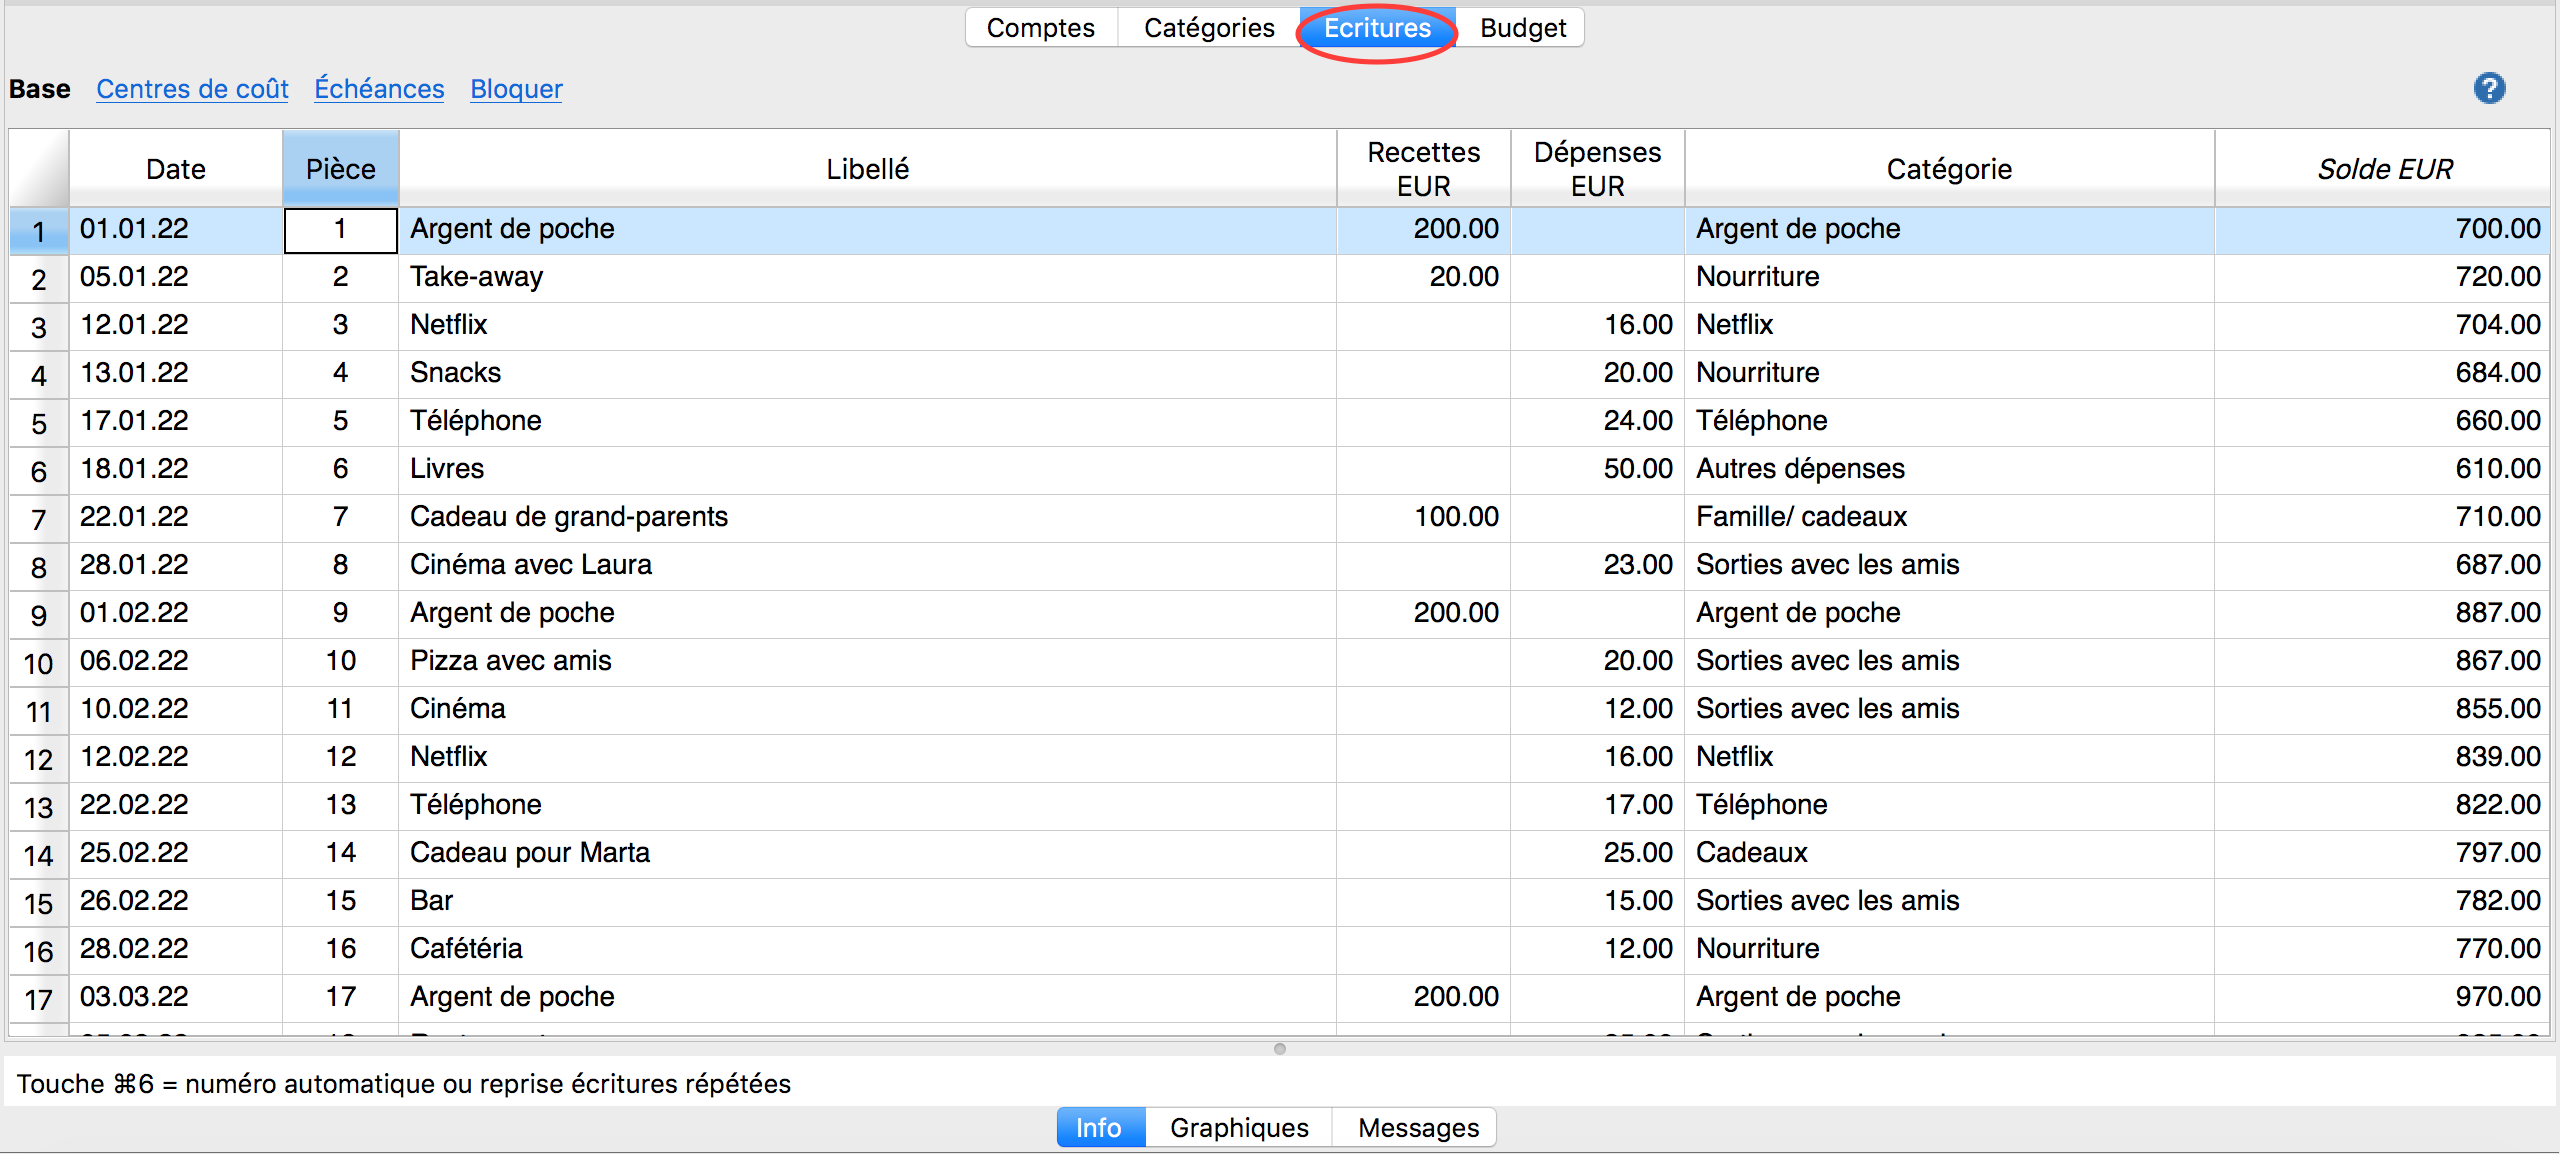 Comptes Catégories Ecritures Budget
Base Centres de coût Échéances Bloquer ?
Date Pièce Libellé Recettes EUR Dépenses EUR Catégorie Solde EUR
1 01.01.22 1 Argent de poche 200.00 Argent de poche 700.00
2 05.01.22 2 Take-away 20.00 Nourriture 720.00
3 12.01.22 3 Netflix 16.00 Netflix 704.00
4 13.01.22 4 Snacks 20.00 Nourriture 684.00
5 17.01.22 5 Téléphone 24.00 Téléphone 660.00
6 18.01.22 6 Livres 50.00 Autres dépenses 610.00
7 22.01.22 7 Cadeau de grand-parents 100.00 Famille/ cadeaux 710.00
8 28.01.22 8 Cinéma avec Laura 23.00 Sorties avec les amis 687.00
9 01.02.22 9 Argent de poche 200.00 Argent de poche 887.00
10 06.02.22 10 Pizza avec amis 20.00 Sorties avec les amis 867.00
11 10.02.22 11 Cinéma 12.00 Sorties avec les amis 855.00
12 12.02.22 12 Netflix 16.00 Netflix 839.00
13 22.02.22 13 Téléphone 17.00 Téléphone 822.00
14 25.02.22 14 Cadeau pour Marta 25.00 Cadeaux 797.00
15 26.02.22 15 Bar 15.00 Sorties avec les amis 782.00
16 28.02.22 16 Cafétéria 12.00 Nourriture 770.00
17 03.03.22 17 Argent de poche 200.00 Argent de poche 970.00
Touche ⌘6 = numéro automatique ou reprise écritures répétées
Info Graphiques Messages